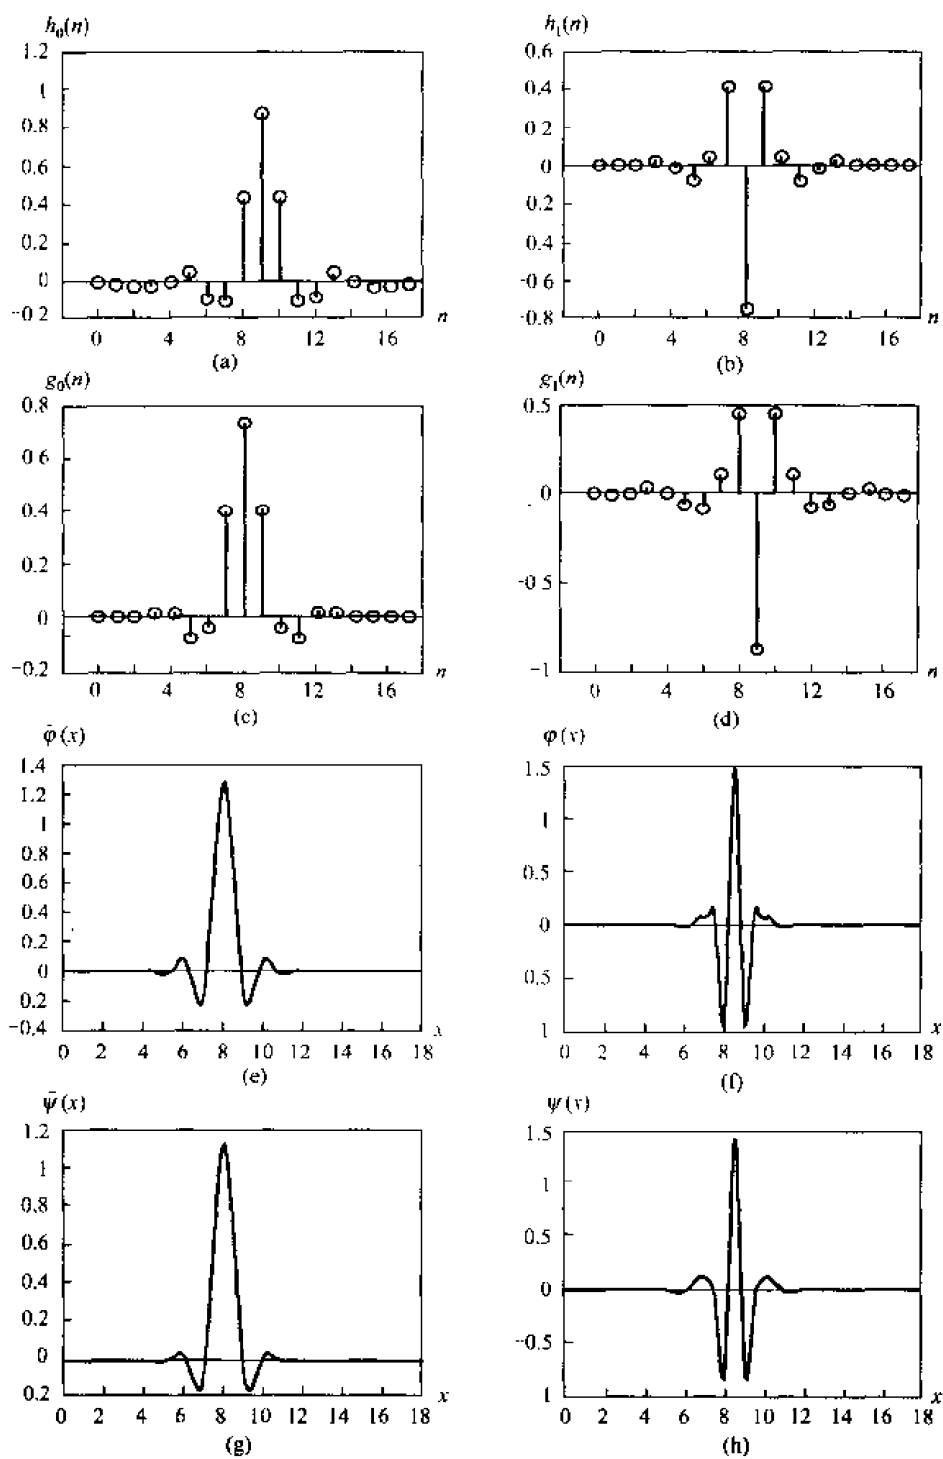 h₀(n)
1.2
1
0.8
0.6
0.4
0.2
0
−0.2
n
0 4 8 12 16
(a)
h₁(n)
0.6
0.4
0.2
0
0.2
0.4
-0.6
-0.8
n
0 4 8 12 16
(b)
g₀(n)
0.8
0.6
0.4
0.2
0
−0.2
n
0 4 8 12 16
(c)
g₁(n)
0.5
0
-0.5
−1
n
0 4 8 12 16
(d)
φ̃(x)
1.4
1.2
1
0.8
0.6
0.4
0.2
0
0.2
−0.4
x
0 2 4 6 8 10 12 14 16 18
(e)
φ(x)
1.5
1
0.5
0
0.5
1
x
0 2 4 6 8 10 12 14 16 18
(f)
ψ̃(x)
1.2
1
0.8
0.6
0.4
0.2
0
0.2
x
0 2 4 6 8 10 12 14 16 18
(g)
ψ(x)
1.5
1
0.5
0
−0.5
1
x
0 2 4 6 8 10 12 14 16 18
(h)